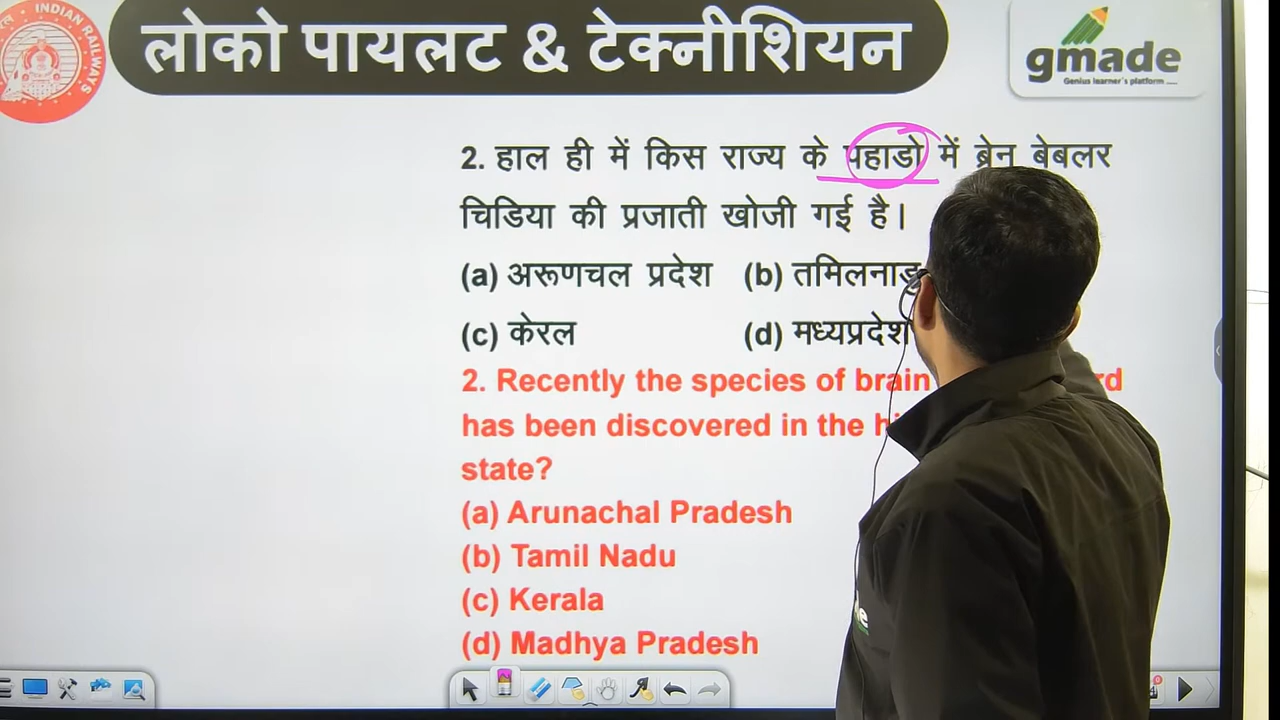 INDIAN RAILWAYS
लोको पायलट & टेक्नीशियन
gmade
Genius learner's platform
2. हाल ही में किस राज्य के पहाडो में ब्रेन बेबलर
चिडिया की प्रजाती खोजी गई है।
(a) अरूणचल प्रदेश (b) तमिलनाडु
(c) केरल (d) मध्यप्रदेश
2. Recently the species of brain
has been discovered in the
state?
(a) Arunachal Pradesh
(b) Tamil Nadu
(c) Kerala
(d) Madhya Pradesh